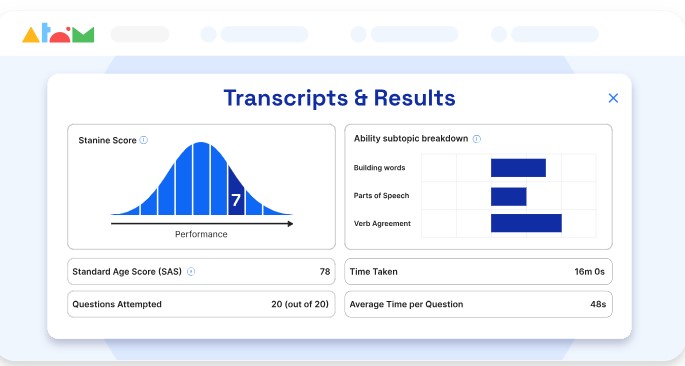 Atom
Transcripts & Results
Stanine Score
7
Performance
Ability subtopic breakdown
Building words
Parts of Speech
Verb Agreement
Standard Age Score (SAS) 78
Time Taken 16m 0s
Questions Attempted 20 (out of 20)
Average Time per Question 48s